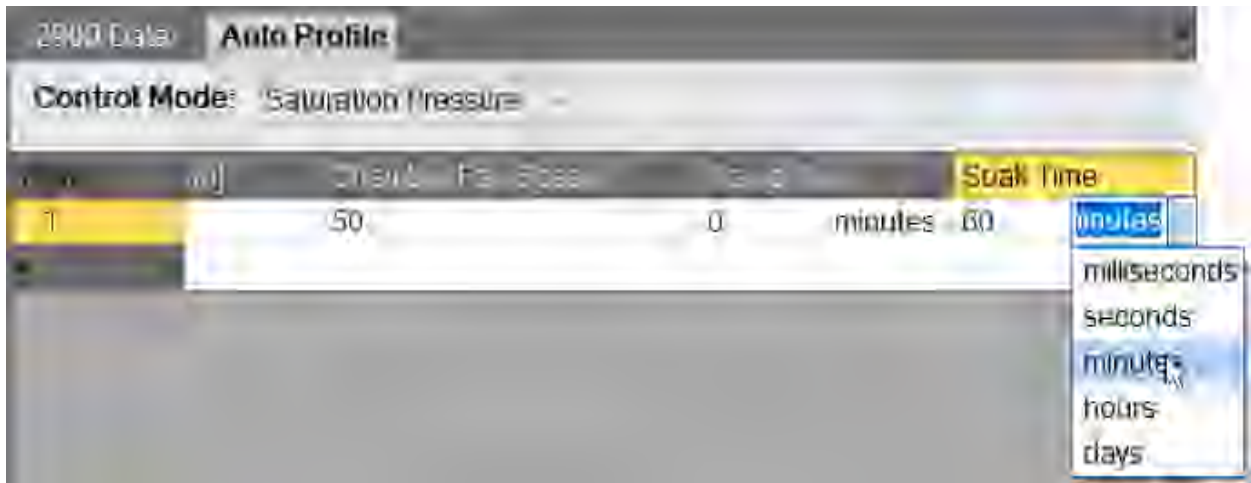 2900 Data Auto Profile
Control Mode: Saturation Pressure
Soak Time
1 50 0 minutes 60 inutes
milliseconds
seconds
minutes
hours
days